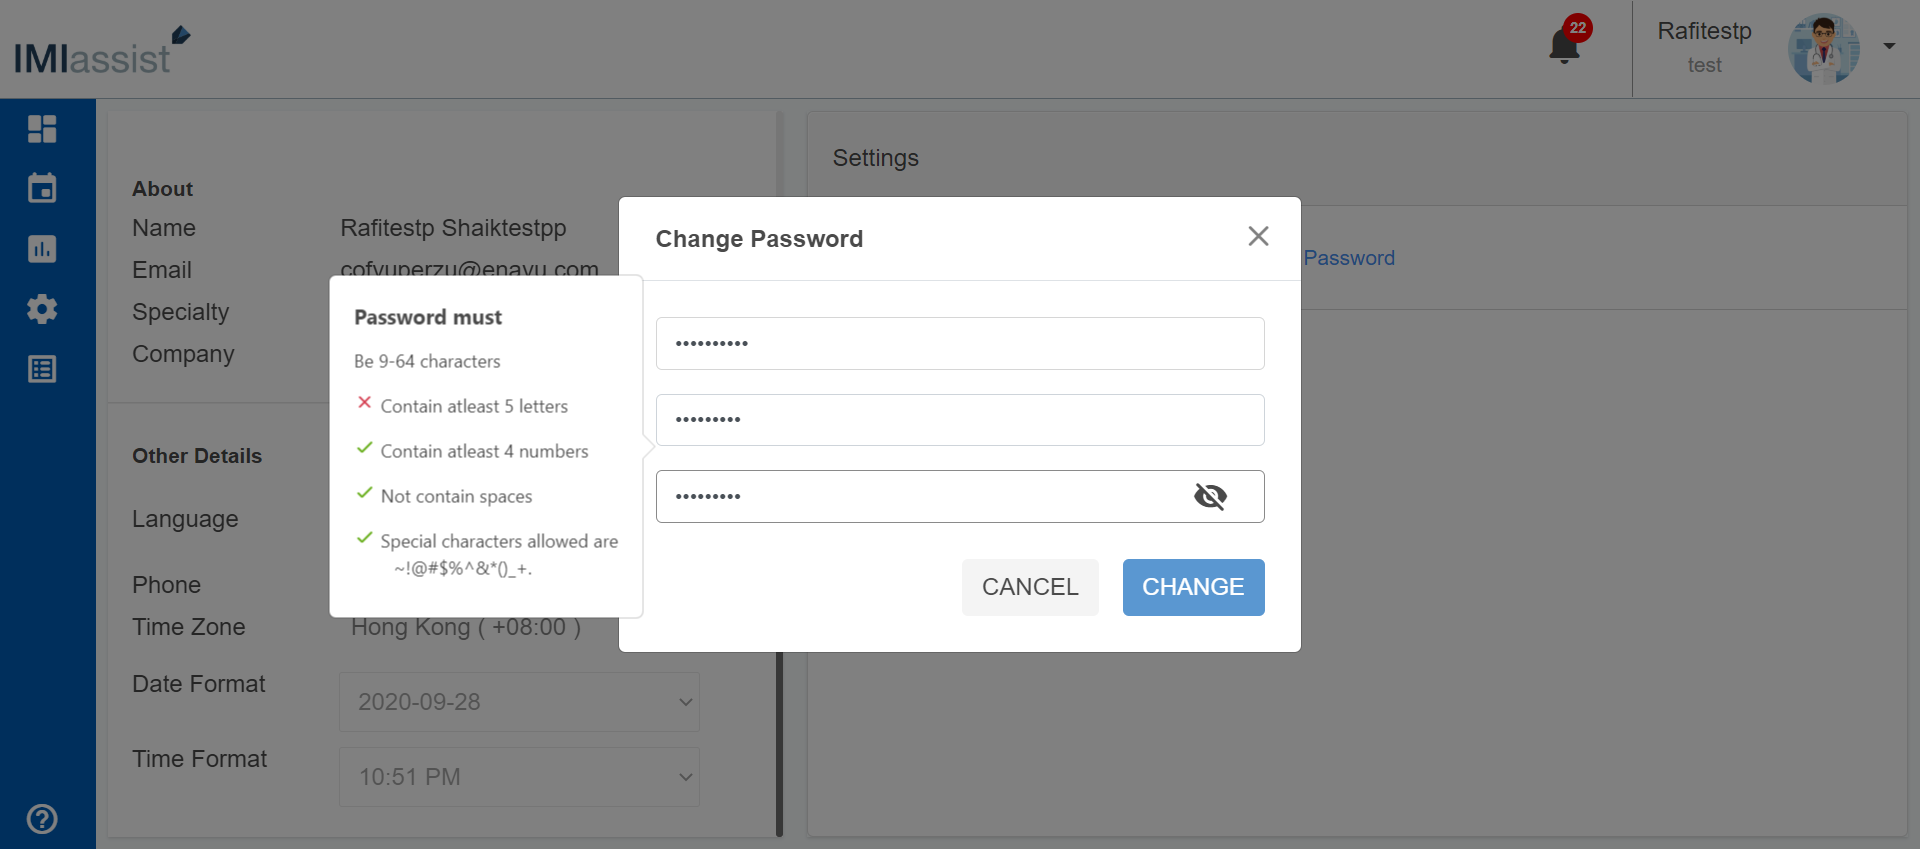 IMIassist
22
Rafitestp
test
About
Name
Rafitestp Shaiktestpp
Email
cofvuperzu@enavu.com
Specialty
Company
Other Details
Language
Phone
Time Zone
Hong Kong ( +08:00 )
Date Format
2020-09-28
Time Format
10:51 PM
Settings
Password
Change Password
Password must
Be 9-64 characters
Contain atleast 5 letters
Contain atleast 4 numbers
Not contain spaces
Special characters allowed are
~!@#$%^&*()_+.
••••••••••
•••••••••
•••••••••
CANCEL
CHANGE